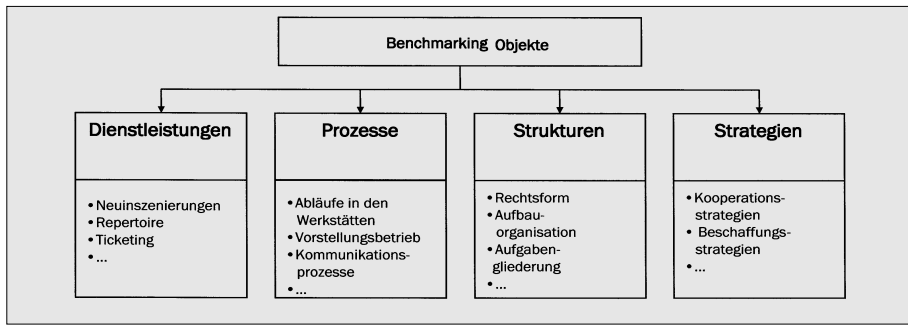 Benchmarking Objekte
Dienstleistungen
• Neuinszenierungen
• Repertoire
• Ticketing
• ...
Prozesse
• Abläufe in den
Werkstätten
• Vorstellungsbetrieb
• Kommunikations-
prozesse
• ...
Strukturen
• Rechtsform
• Aufbau-
organisation
• Aufgaben-
gliederung
• ...
Strategien
• Kooperations-
strategien
• Beschaffungs-
strategien
• ...